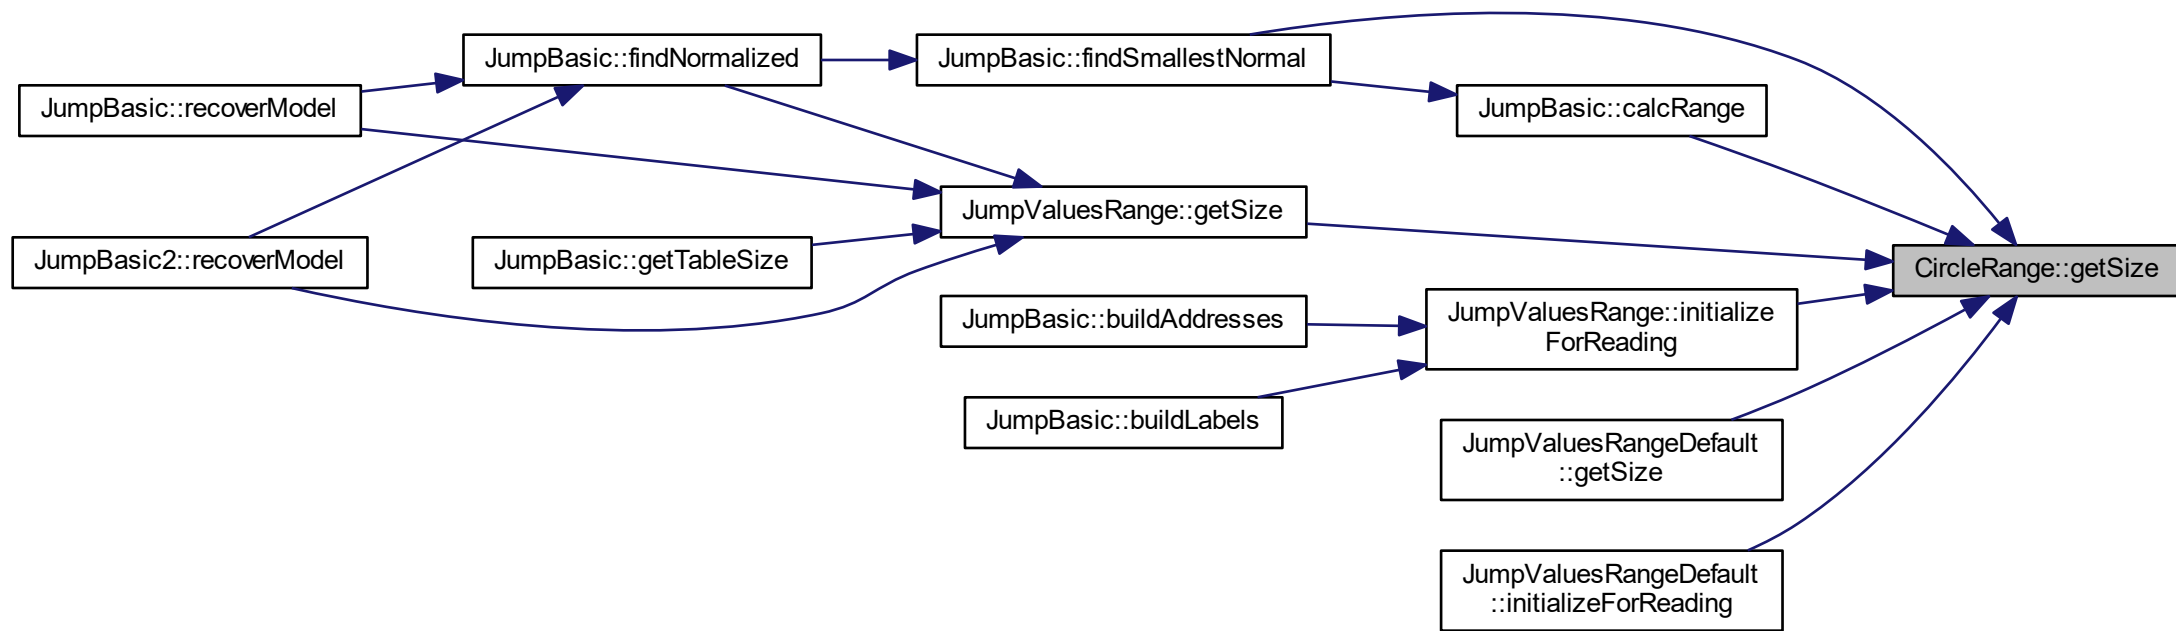 JumpBasic::findNormalized
JumpBasic::findSmallestNormal
JumpBasic::recoverModel
JumpBasic::calcRange
JumpValuesRange::getSize
JumpBasic2::recoverModel
JumpBasic::getTableSize
CircleRange::getSize
JumpBasic::buildAddresses
JumpValuesRange::initialize
ForReading
JumpBasic::buildLabels
JumpValuesRangeDefault
::getSize
JumpValuesRangeDefault
::initializeForReading